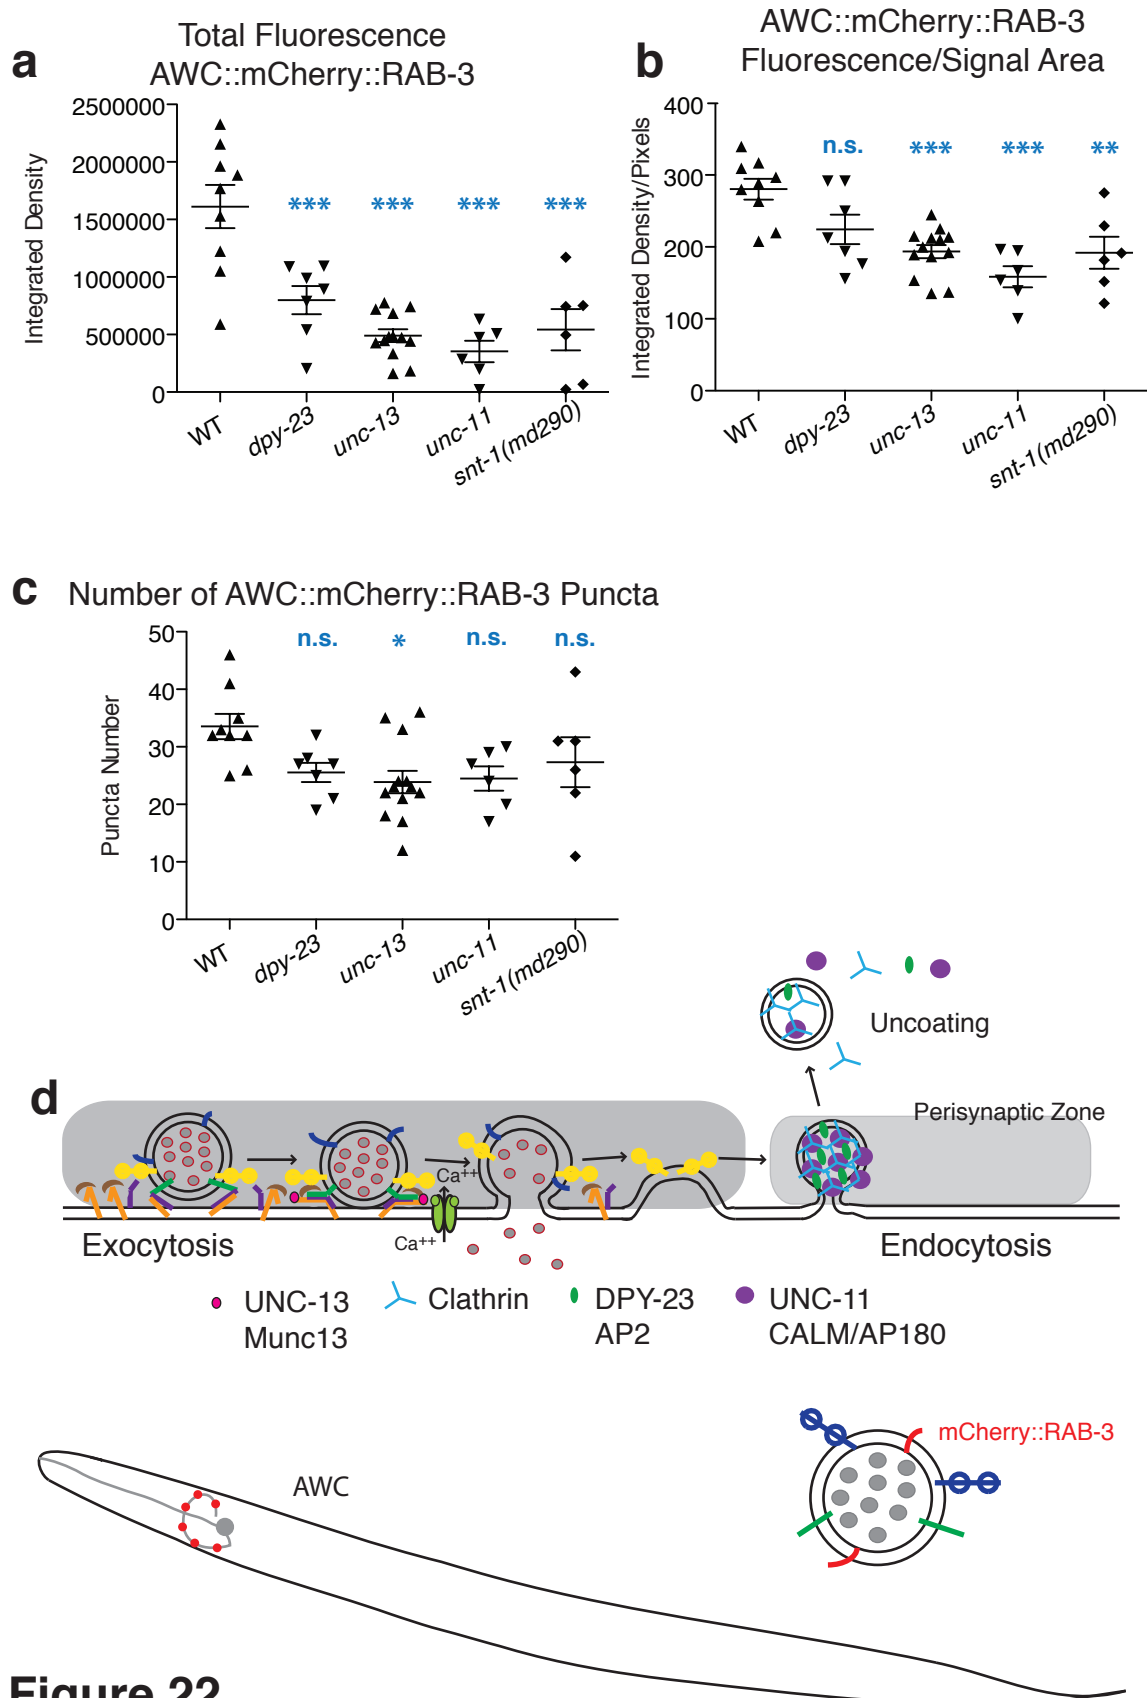 a
Total Fluorescence
AWC::mCherry::RAB-3
Integrated Density
2500000
2000000
1500000
1000000
500000
0
***
***
***
***
WT
dpy-23
unc-13
unc-11
snt-1(md290)
b
AWC::mCherry::RAB-3
Fluorescence/Signal Area
Integrated Density/Pixels
400
300
200
100
0
n.s.
***
***
**
WT
dpy-23
unc-13
unc-11
snt-1(md290)
c
Number of AWC::mCherry::RAB-3 Puncta
Puncta Number
50
40
30
20
10
0
n.s.
*
n.s.
n.s.
WT
dpy-23
unc-13
unc-11
snt-1(md290)
d
Uncoating
Perisynaptic Zone
Ca++
Ca++
Exocytosis
Endocytosis
UNC-13
Munc13
Clathrin
DPY-23
AP2
UNC-11
CALM/AP180
mCherry::RAB-3
AWC
Figure 22